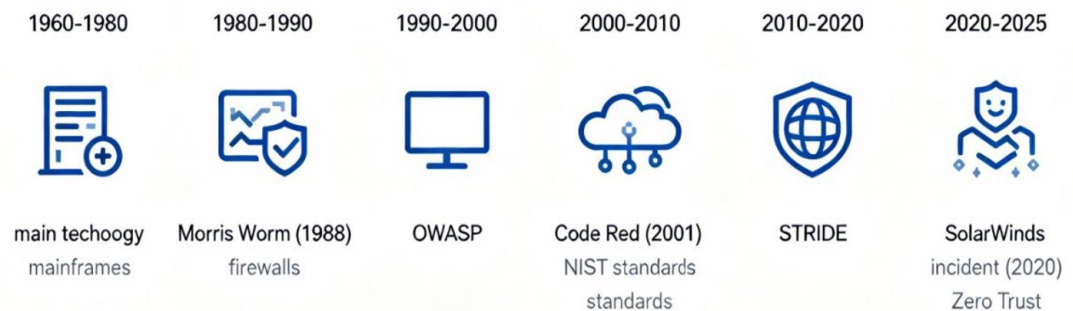 1960-1980 1980-1990 1990-2000 2000-2010 2010-2020 2020-2025
main techoogy Morris Worm (1988) OWASP Code Red (2001) STRIDE SolarWinds
mainframes firewalls NIST standards incident (2020)
standards Zero Trust